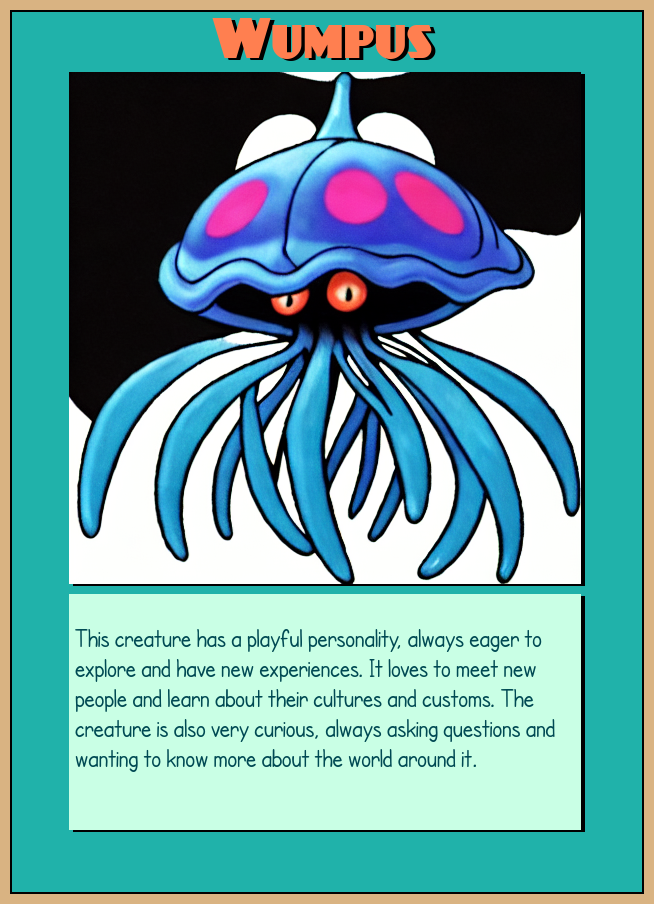 Wumpus
This creature has a playful personality, always eager to
explore and have new experiences. It loves to meet new
people and learn about their cultures and customs. The
creature is also very curious, always asking questions and
wanting to know more about the world around it.